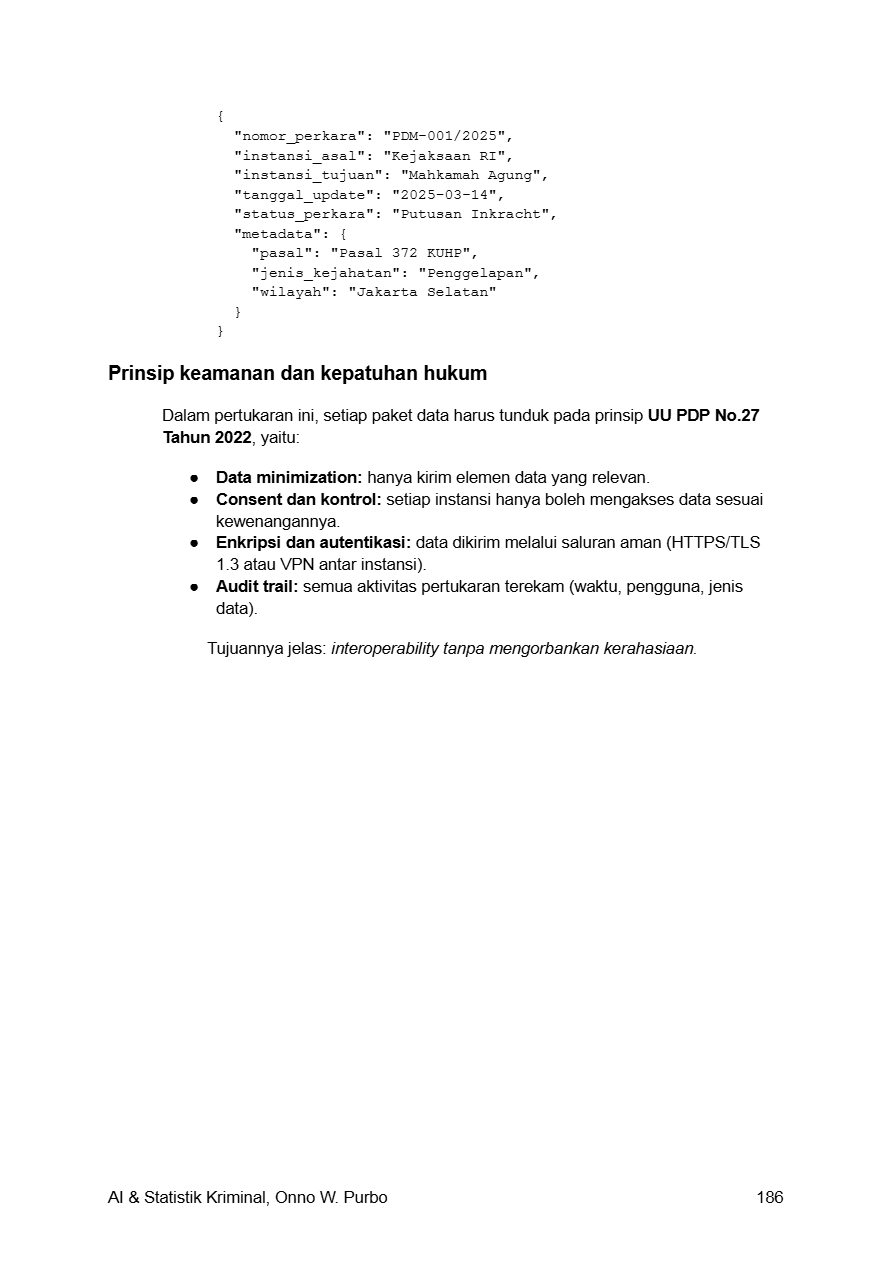 {
"nomor_perkara": "PDM-001/2025",
"instansi_asal": "Kejaksaan RI",
"instansi_tujuan": "Mahkamah Agung",
"tanggal_update": "2025-03-14",
"status_perkara": "Putusan Inkracht",
"metadata": {
"pasal": "Pasal 372 KUHP",
"jenis_kejahatan": "Penggelapan",
"wilayah": "Jakarta Selatan"
}
}
Prinsip keamanan dan kepatuhan hukum
Dalam pertukaran ini, setiap paket data harus tunduk pada prinsip UU PDP No.27
Tahun 2022, yaitu:
● Data minimization: hanya kirim elemen data yang relevan.
● Consent dan kontrol: setiap instansi hanya boleh mengakses data sesuai
kewenangannya.
● Enkripsi dan autentikasi: data dikirim melalui saluran aman (HTTPS/TLS
1.3 atau VPN antar instansi).
● Audit trail: semua aktivitas pertukaran terekam (waktu, pengguna, jenis
data).
Tujuannya jelas: interoperability tanpa mengorbankan kerahasiaan.
AI & Statistik Kriminal, Onno W. Purbo 186